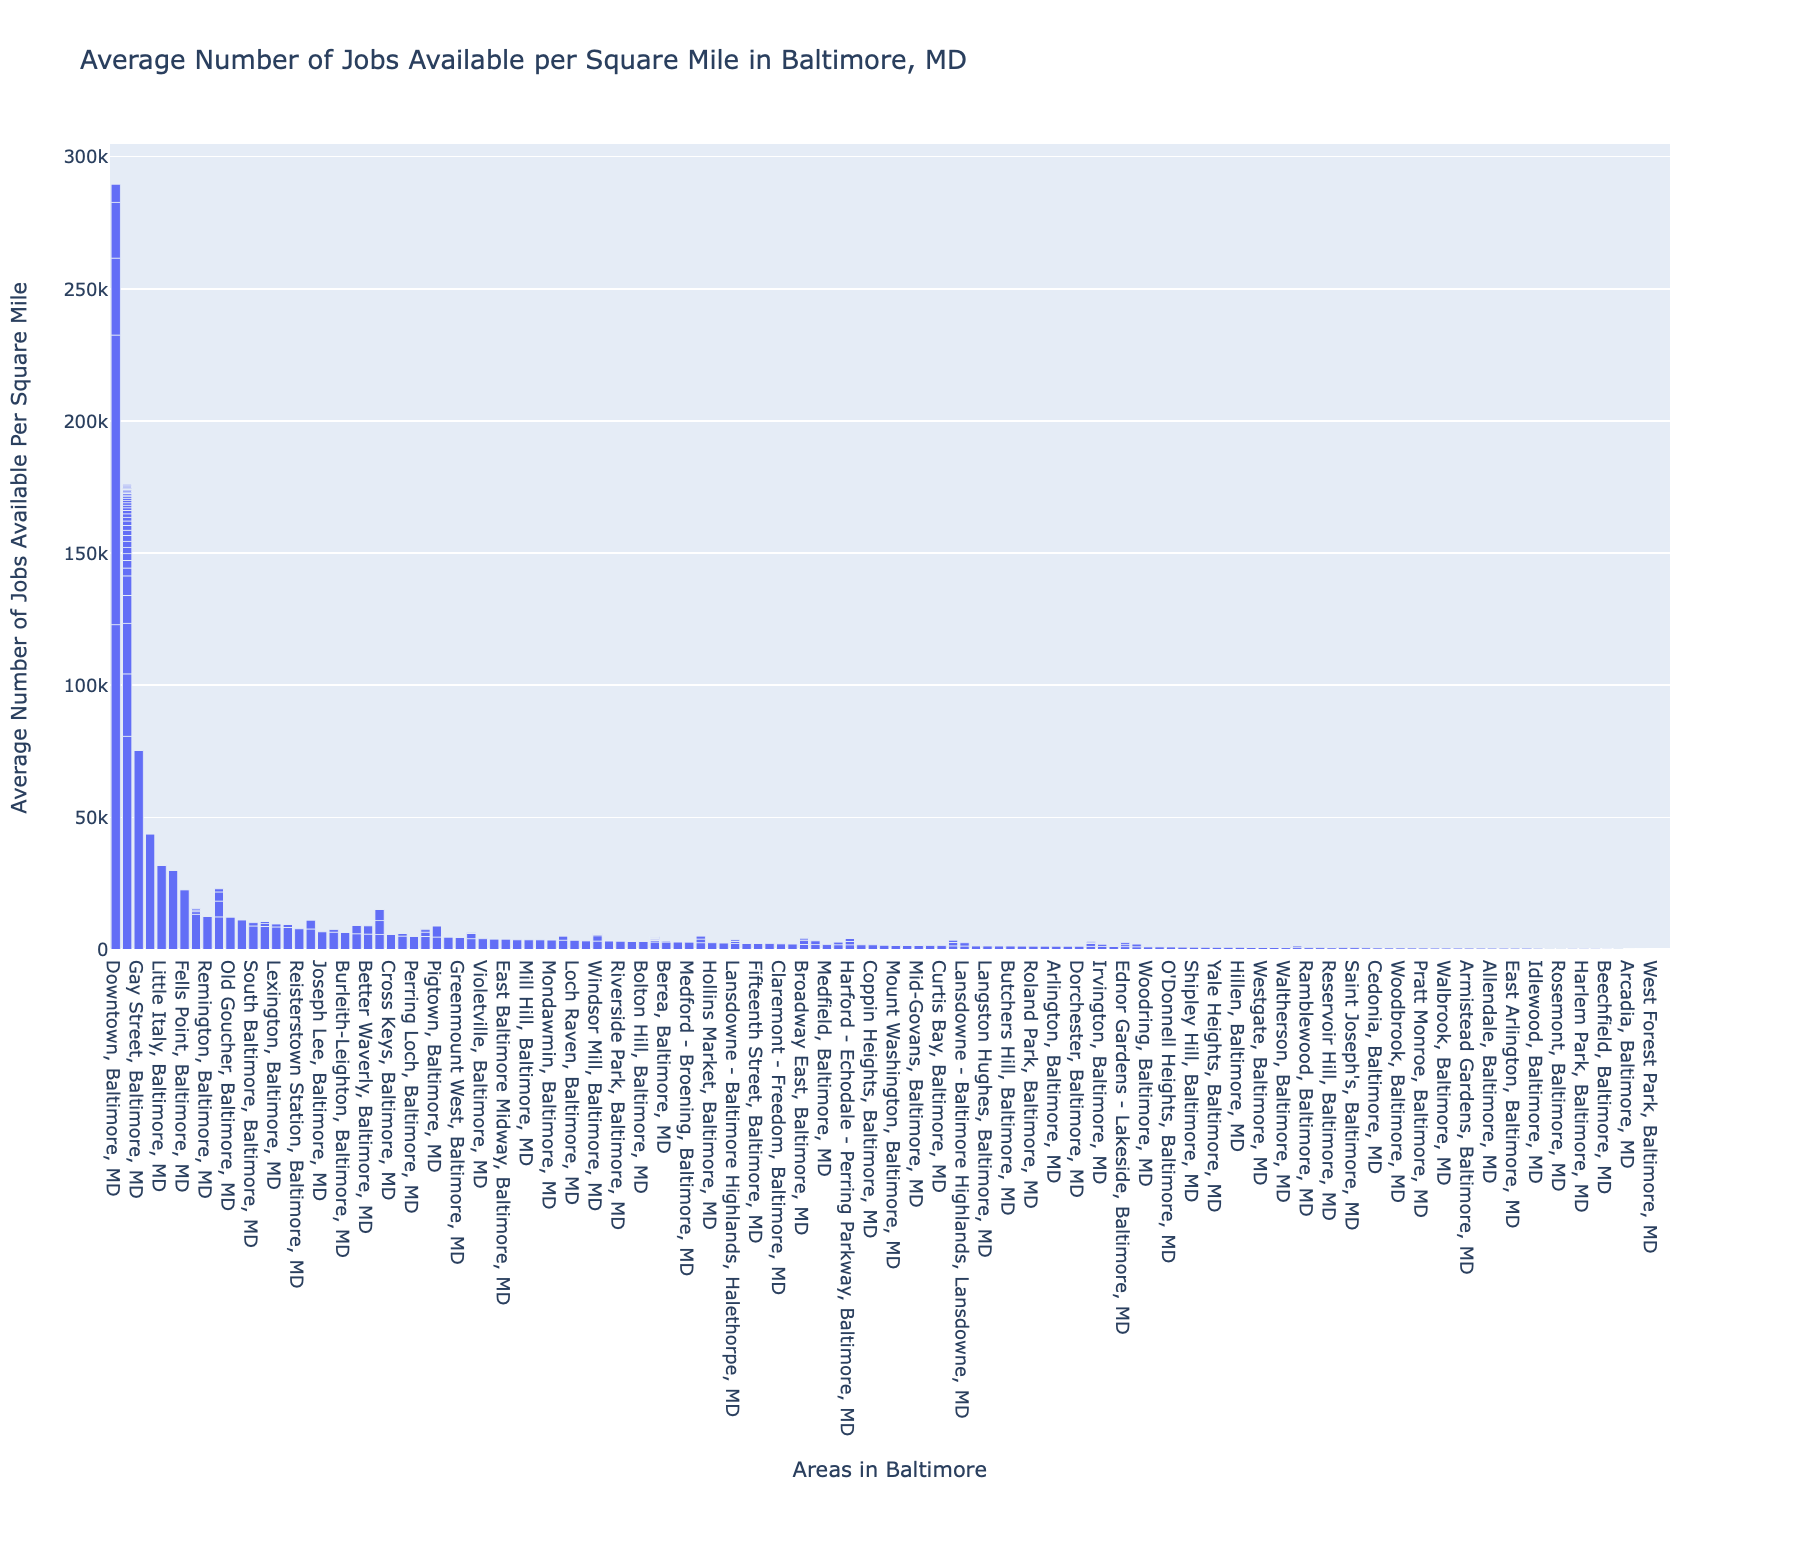 Average Number of Jobs Available per Square Mile in Baltimore, MD
Average Number of Jobs Available Per Square Mile
300k
250k
200k
150k
100k
50k
0
Downtown, Baltimore, MD
Gay Street, Baltimore, MD
Little Italy, Baltimore, MD
Fells Point, Baltimore, MD
Remington, Baltimore, MD
Old Goucher, Baltimore, MD
South Baltimore, Baltimore, MD
Lexington, Baltimore, MD
Reisterstown Station, Baltimore, MD
Joseph Lee, Baltimore, MD
Burleith-Leighton, Baltimore, MD
Better Waverly, Baltimore, MD
Cross Keys, Baltimore, MD
Perring Loch, Baltimore, MD
Pigtown, Baltimore, MD
Greenmount West, Baltimore, MD
Violetville, Baltimore, MD
East Baltimore Midway, Baltimore, MD
Mill Hill, Baltimore, MD
Mondawmin, Baltimore, MD
Loch Raven, Baltimore, MD
Windsor Mill, Baltimore, MD
Riverside Park, Baltimore, MD
Bolton Hill, Baltimore, MD
Berea, Baltimore, MD
Medford - Broening, Baltimore, MD
Hollins Market, Baltimore, MD
Lansdowne - Baltimore Highlands, Halethorpe, MD
Fifteenth Street, Baltimore, MD
Claremont - Freedom, Baltimore, MD
Broadway East, Baltimore, MD
Medfield, Baltimore, MD
Harford - Echodale - Perring Parkway, Baltimore, MD
Coppin Heights, Baltimore, MD
Mount Washington, Baltimore, MD
Mid-Govans, Baltimore, MD
Curtis Bay, Baltimore, MD
Lansdowne - Baltimore Highlands, Lansdowne, MD
Langston Hughes, Baltimore, MD
Butchers Hill, Baltimore, MD
Roland Park, Baltimore, MD
Arlington, Baltimore, MD
Dorchester, Baltimore, MD
Irvington, Baltimore, MD
Ednor Gardens - Lakeside, Baltimore, MD
Woodring, Baltimore, MD
O'Donnell Heights, Baltimore, MD
Shipley Hill, Baltimore, MD
Yale Heights, Baltimore, MD
Hillen, Baltimore, MD
Westgate, Baltimore, MD
Waltherson, Baltimore, MD
Ramblewood, Baltimore, MD
Reservoir Hill, Baltimore, MD
Saint Joseph's, Baltimore, MD
Cedonia, Baltimore, MD
Woodbrook, Baltimore, MD
Pratt Monroe, Baltimore, MD
Walbrook, Baltimore, MD
Armistead Gardens, Baltimore, MD
Allendale, Baltimore, MD
East Arlington, Baltimore, MD
Idlewood, Baltimore, MD
Rosemont, Baltimore, MD
Harlem Park, Baltimore, MD
Beechfield, Baltimore, MD
Arcadia, Baltimore, MD
West Forest Park, Baltimore, MD
Areas in Baltimore